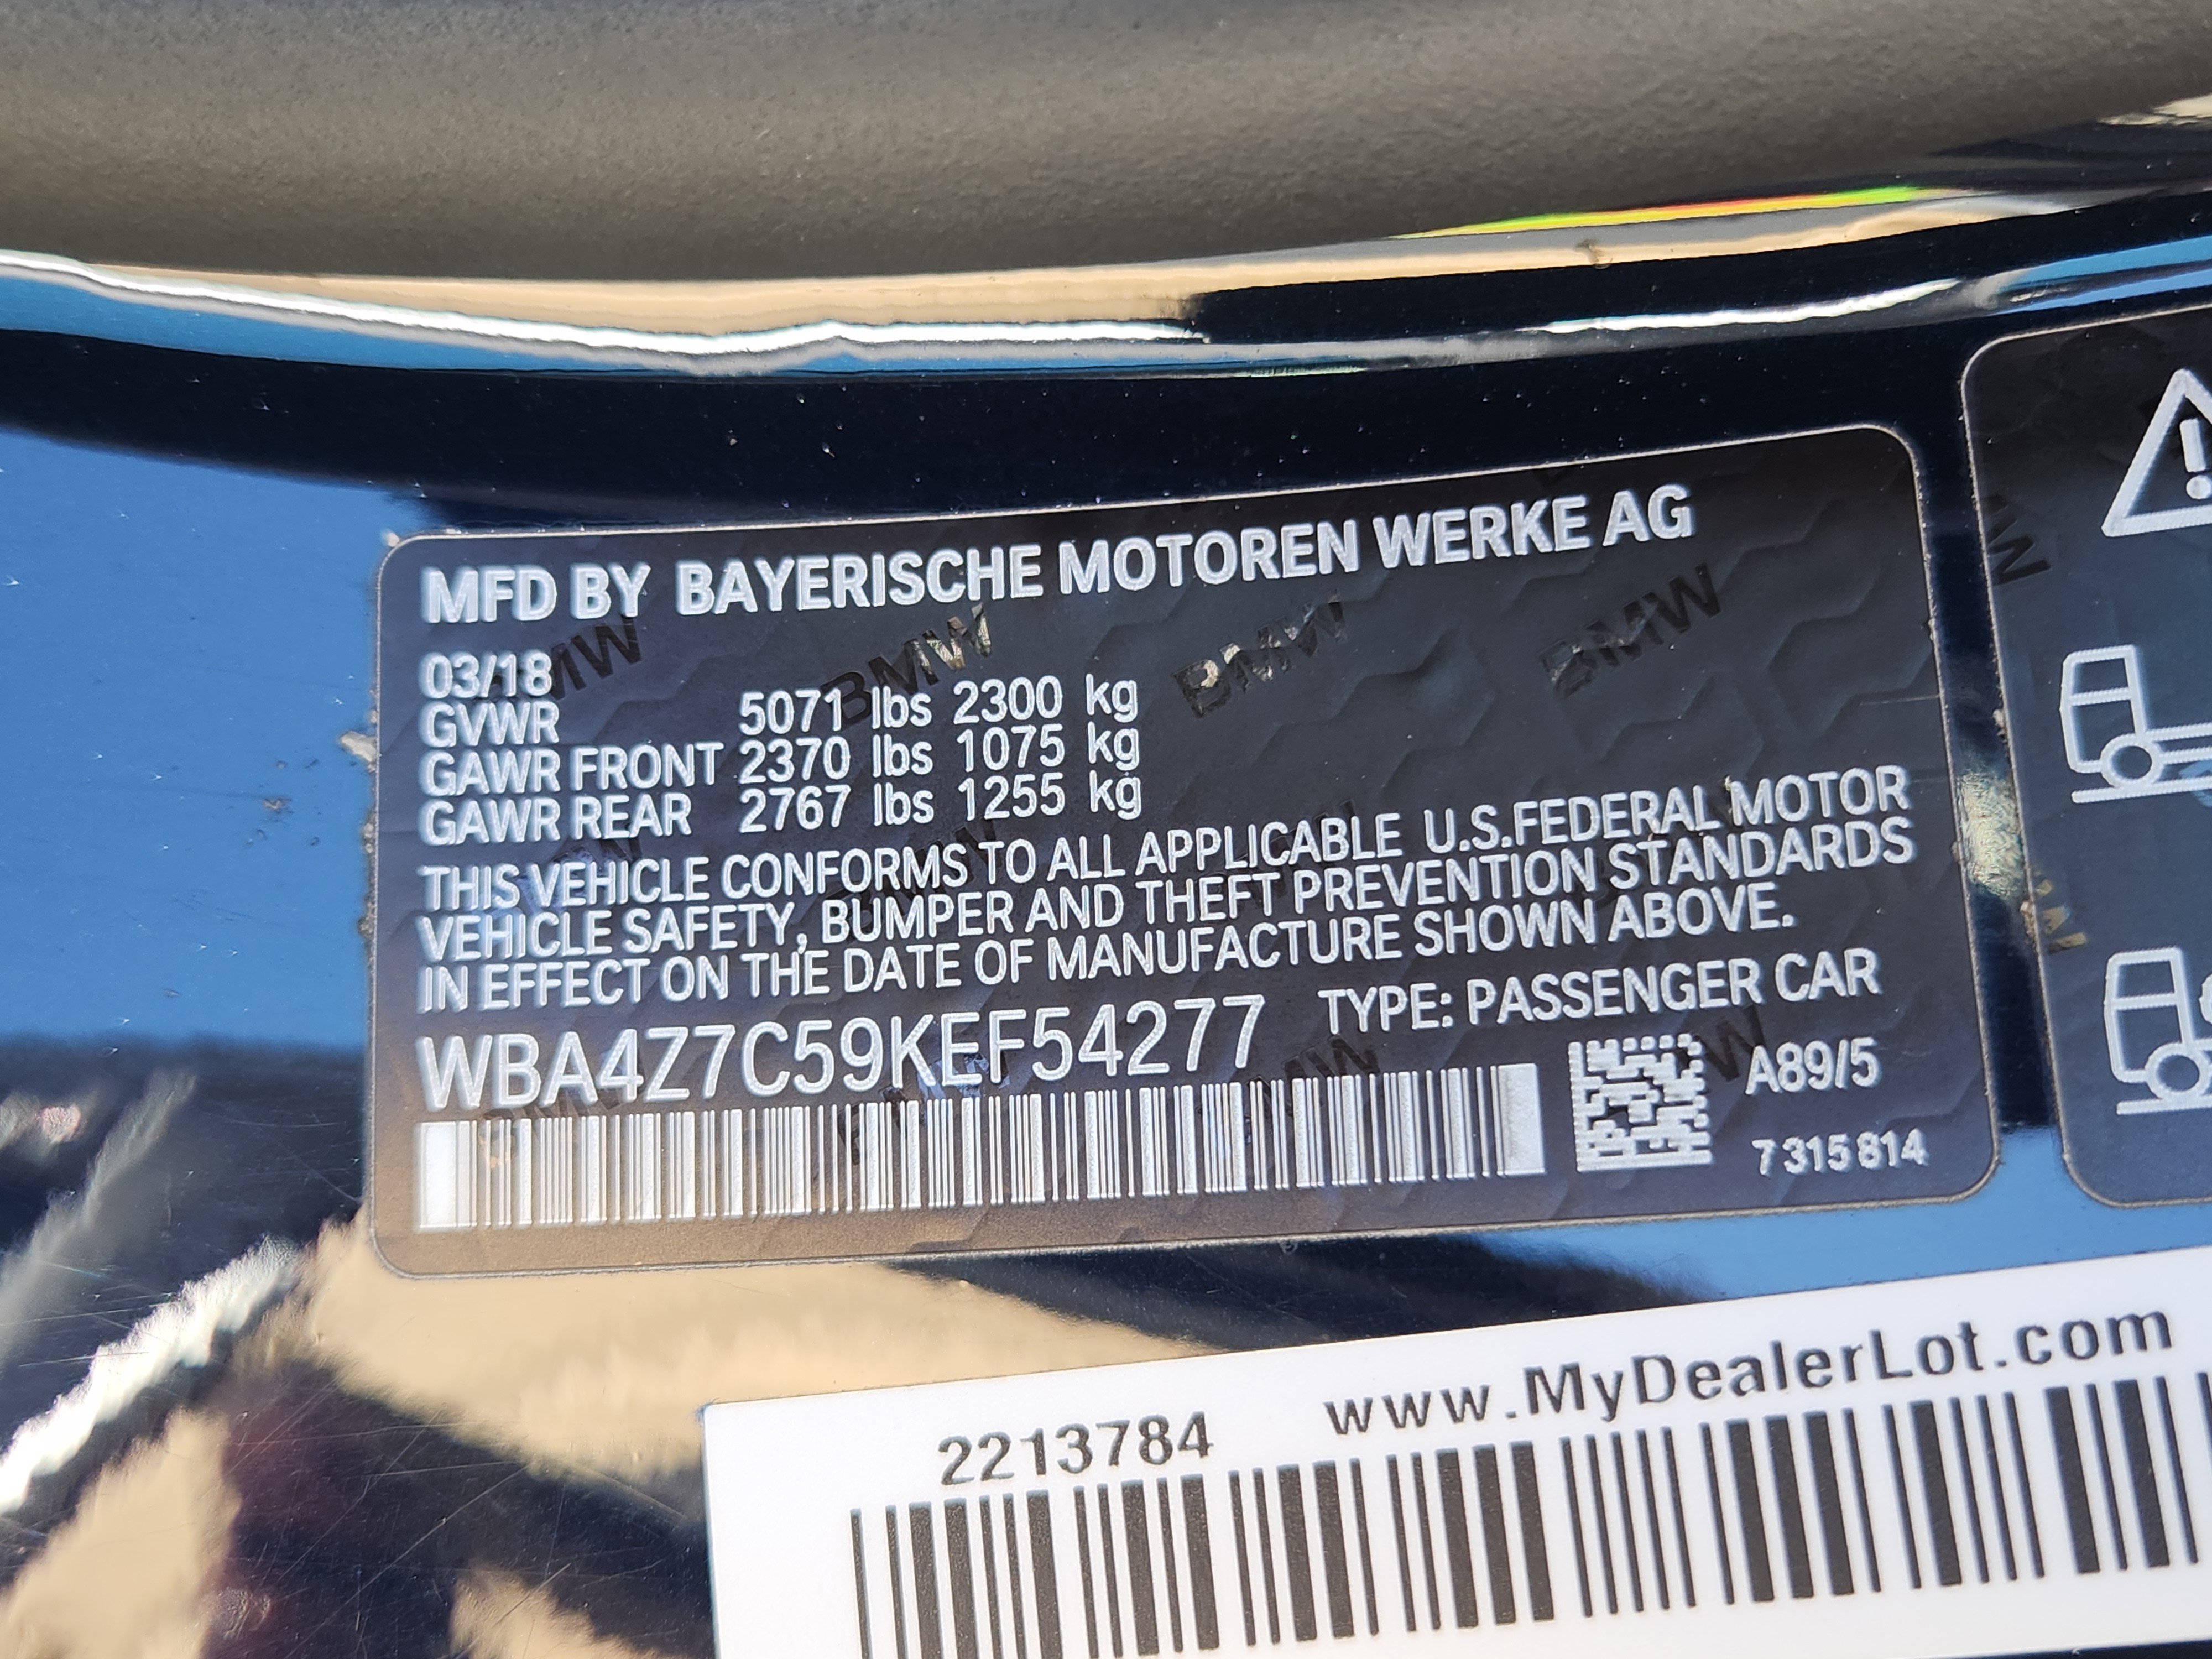 MFD BY BAYERISCHE MOTOREN WERKE AG
03/18
GVWR 5071 lbs 2300 kg
GAWR FRONT 2370 lbs 1075 kg
GAWR REAR 2767 lbs 1255 kg
THIS VEHICLE CONFORMS TO ALL APPLICABLE U.S.FEDERAL MOTOR
VEHICLE SAFETY, BUMPER AND THEFT PREVENTION STANDARDS
IN EFFECT ON THE DATE OF MANUFACTURE SHOWN ABOVE.
WBA4Z7C59KEF54277 TYPE: PASSENGER CAR
A89/5
7 315 814
2213784 www.MyDealerLot.com